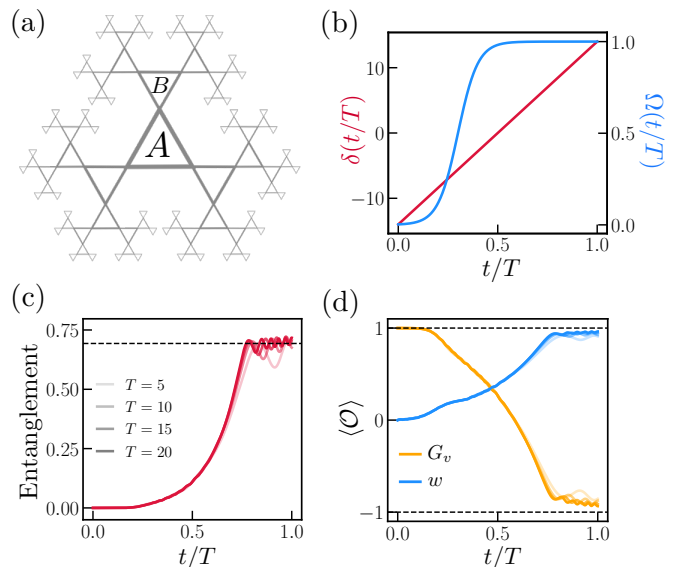 (a)
B
A
(b)
10
0
−10
δ(t/T)
1.0
0.5
0.0
Ω(t/T)
0.0 0.5 1.0
t/T
(c)
0.75
0.50
0.25
0.00
Entanglement
T = 5
T = 10
T = 15
T = 20
0.0 0.5 1.0
t/T
(d)
1
0
−1
⟨𝒪⟩
G_v
w
0.0 0.5 1.0
t/T